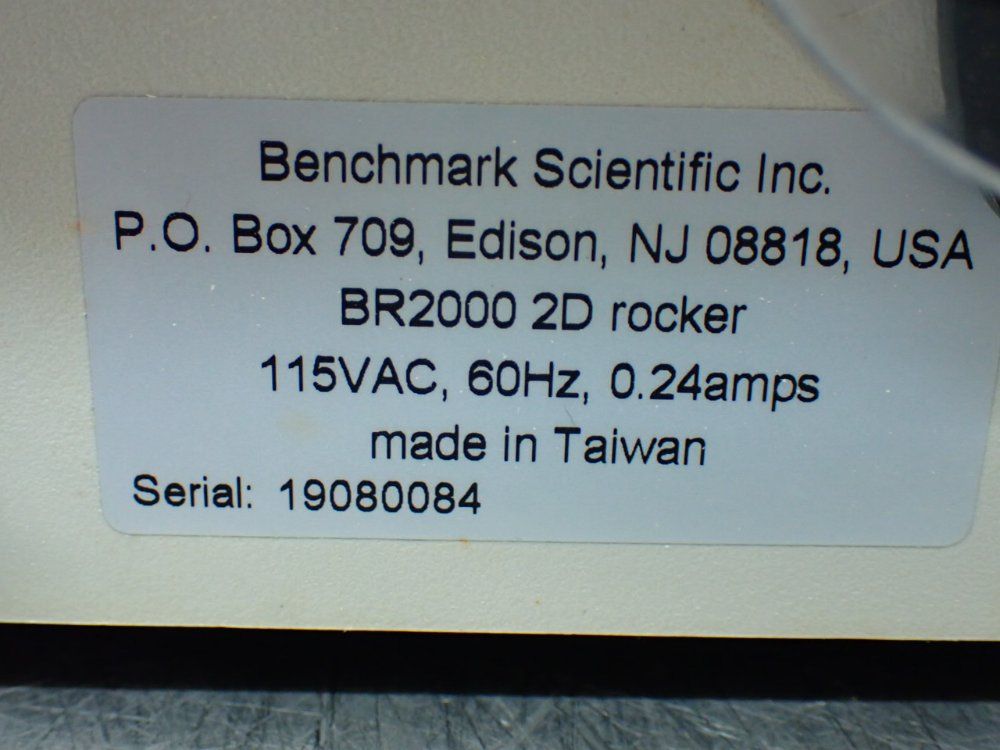 Benchmark Scientific Inc.
P.O. Box 709, Edison, NJ 08818, USA
BR2000 2D rocker
115VAC, 60Hz, 0.24amps
made in Taiwan
Serial: 19080084